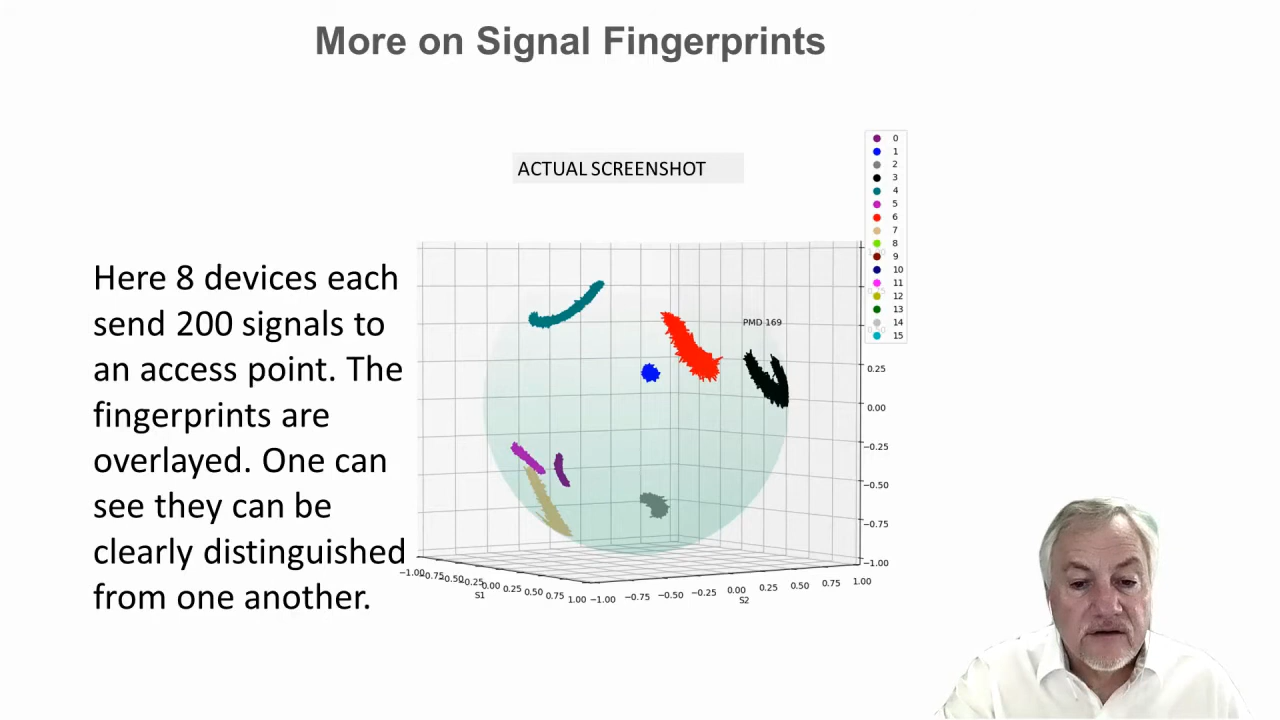 More on Signal Fingerprints
ACTUAL SCREENSHOT
Here 8 devices each
send 200 signals to
an access point. The
fingerprints are
overlayed. One can
see they can be
clearly distinguished
from one another.
PMD 169
0
1
2
3
4
5
6
7
8
9
10
11
12
13
14
15
0.25
0.00
−0.25
−0.50
−0.75
−1.00
−1.00 −0.75 −0.50 −0.25 0.00 0.25 0.50 0.75 1.00
S1
−1.00 −0.75 −0.50 −0.25 0.00 0.25 0.50 0.75 1.00
S2